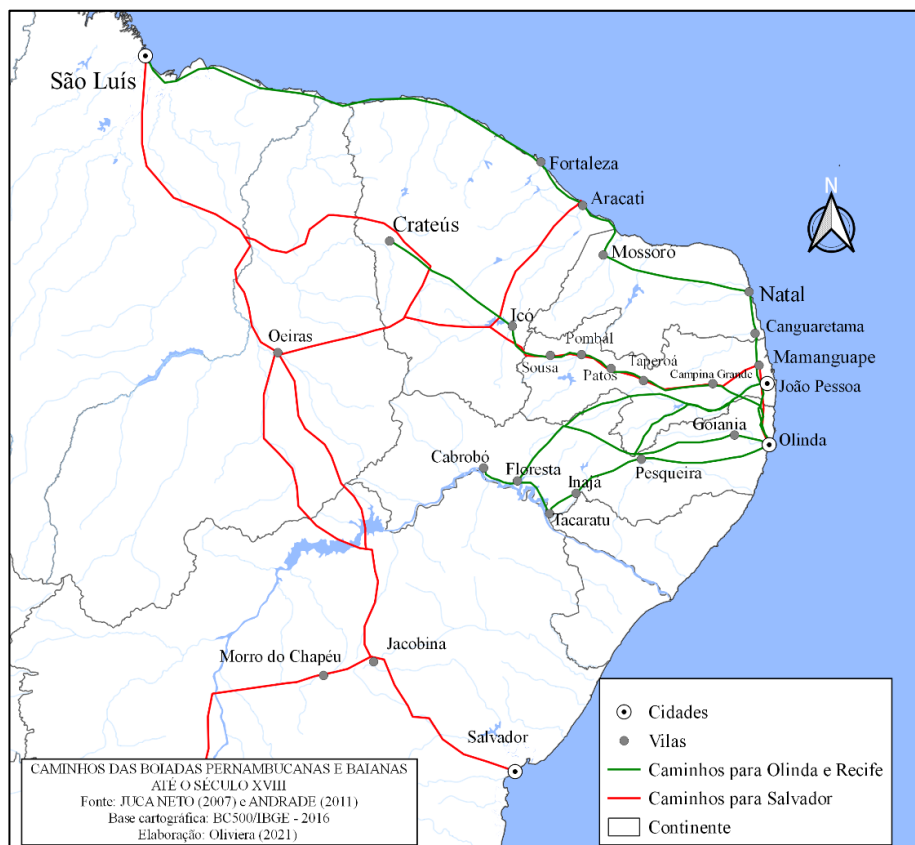 São Luís
N
Fortaleza
Aracati
Crateús
Mossoró
Natal
Icó
Canguaretama
Oeiras
Pombal
Sousa
Patos
Taperoá
Mamanguape
Campina Grande
João Pessoa
Goiania
Olinda
Cabrobó
Floresta
Inajá
Pesqueira
Tacaratu
Jacobina
Morro do Chapéu
Salvador
Cidades
Vilas
Caminhos para Olinda e Recife
Caminhos para Salvador
Continente
CAMINHOS DAS BOIADAS PERNAMBUCANAS E BAIANAS
ATÉ O SÉCULO XVIII
Fonte: JUCA NETO (2007) e ANDRADE (2011)
Base cartográfica: BC500/IBGE - 2016
Elaboração: Oliviera (2021)